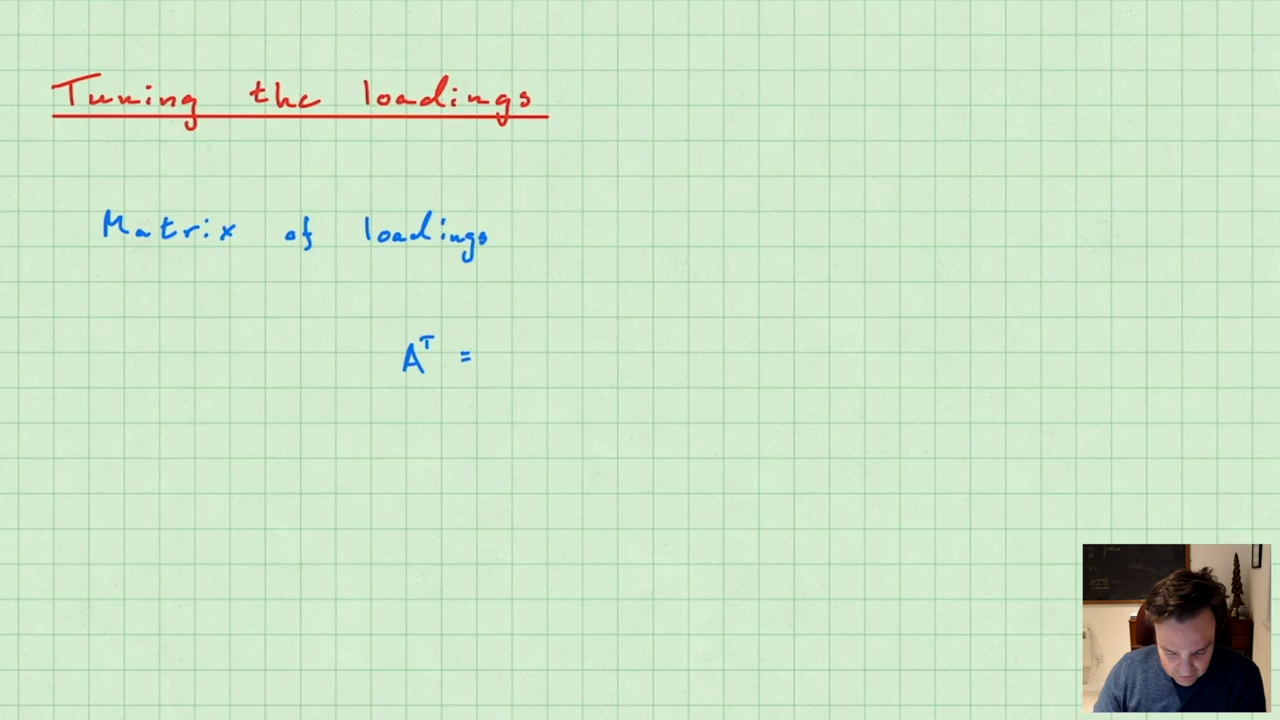 Tuning the loadings
Matrix of loadings
Aᵀ =